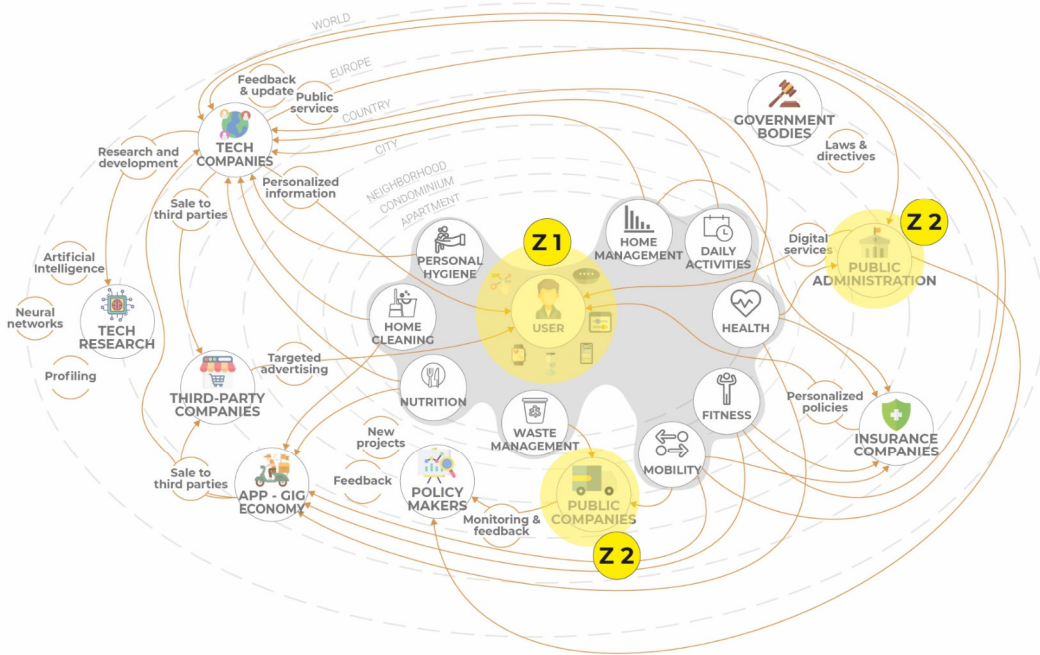 WORLD
EUROPE
COUNTRY
CITY
NEIGHBORHOOD
CONDOMINIUM
APARTMENT
Feedback
& update
Public
services
TECH
COMPANIES
Research and
development
Personalized
information
Sale to
third parties
GOVERNMENT
BODIES
Laws &
directives
Z 1
Z 2
PERSONAL
HYGIENE
HOME
MANAGEMENT
DAILY
ACTIVITIES
Digital
services
PUBLIC
ADMINISTRATION
Artificial
Intelligence
Neural
networks
TECH
RESEARCH
Profiling
HOME
CLEANING
USER
HEALTH
Targeted
advertising
THIRD-PARTY
COMPANIES
NUTRITION
WASTE
MANAGEMENT
FITNESS
Personalized
policies
INSURANCE
COMPANIES
New
projects
Feedback
Sale to
third parties
APP - GIG
ECONOMY
POLICY
MAKERS
Monitoring &
feedback
PUBLIC
COMPANIES
MOBILITY
Z 2